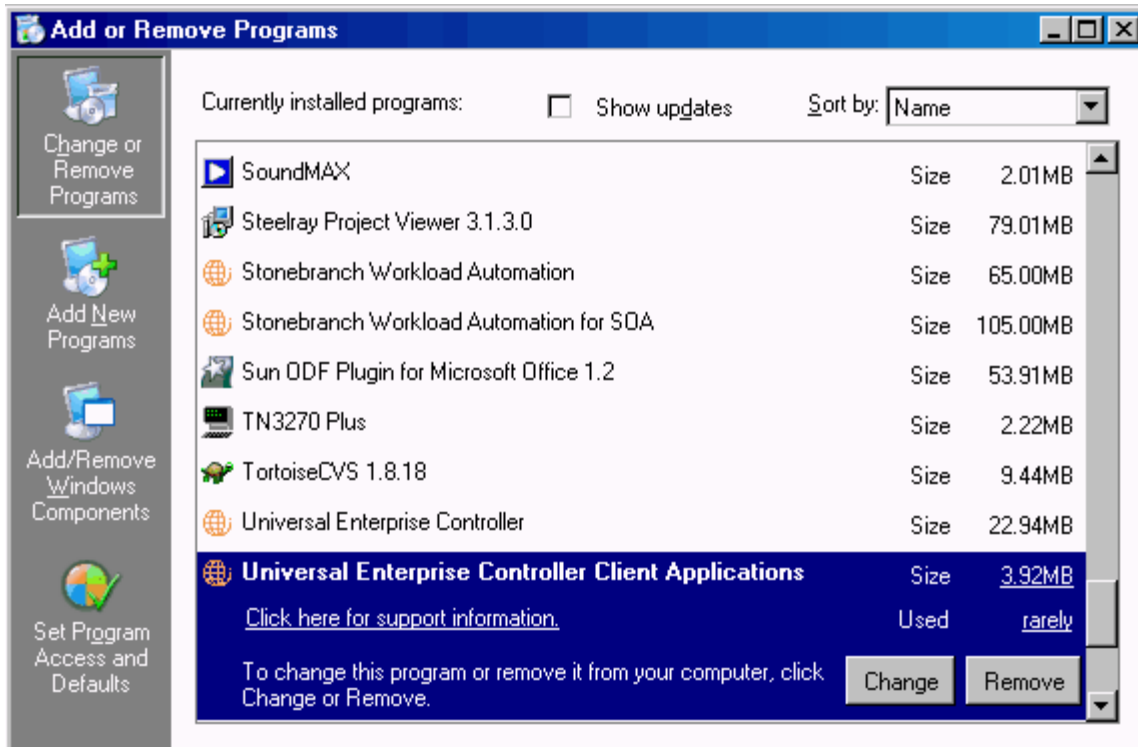 Add or Remove Programs
Change or
Remove
Programs
Add New
Programs
Add/Remove
Windows
Components
Set Program
Access and
Defaults
Currently installed programs: Show updates Sort by: Name
SoundMAX Size 2.01MB
Steelray Project Viewer 3.1.3.0 Size 79.01MB
Stonebranch Workload Automation Size 65.00MB
Stonebranch Workload Automation for SOA Size 105.00MB
Sun ODF Plugin for Microsoft Office 1.2 Size 53.91MB
TN3270 Plus Size 2.22MB
TortoiseCVS 1.8.18 Size 9.44MB
Universal Enterprise Controller Size 22.94MB
Universal Enterprise Controller Client Applications Size 3.92MB
Click here for support information. Used rarely
To change this program or remove it from your computer, click
Change or Remove.
Change Remove